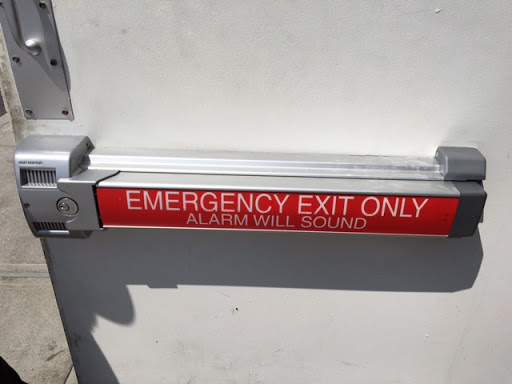 EMERGENCY EXIT ONLY
ALARM WILL SOUND